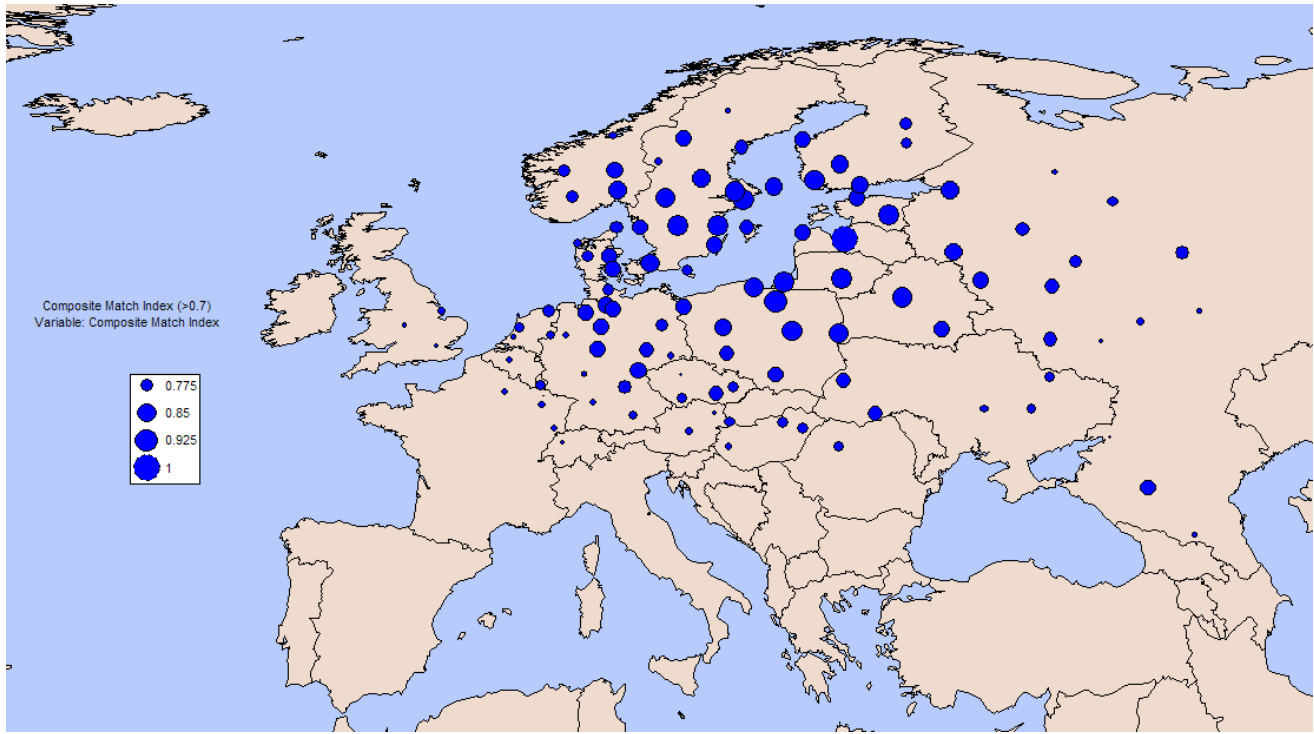 Composite Match Index (>0.7)
Variable: Composite Match Index
0.775
0.85
0.925
1